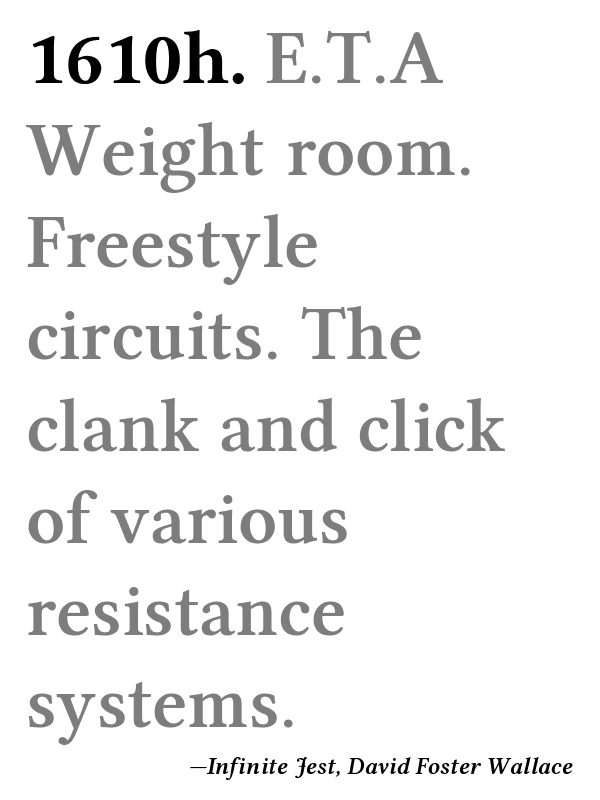 1610h. E.T.A
Weight room.
Freestyle
circuits. The
clank and click
of various
resistance
systems.
—Infinite Jest, David Foster Wallace